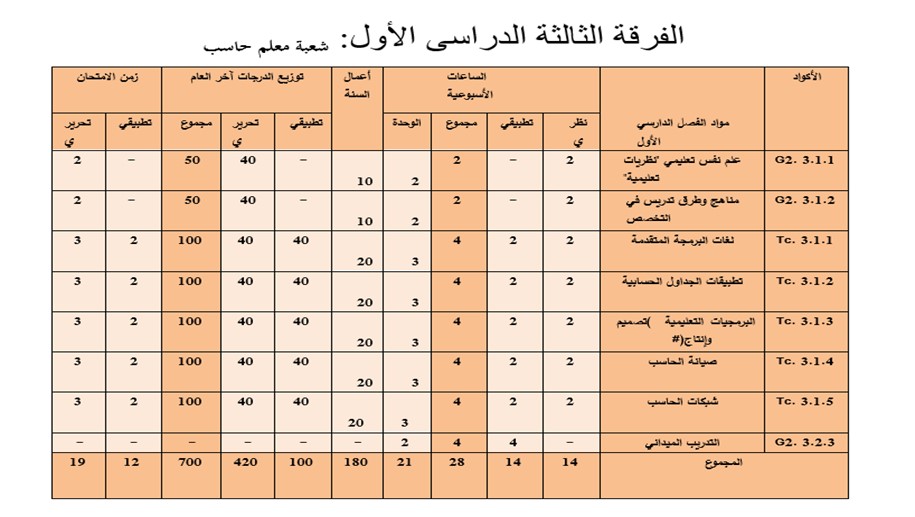 الفرقة الثالثة الدراسى الأول: شعبة معلم حاسب
الأكواد مواد الفصل الدارسي الأول الساعات الأسبوعية أعمال السنة توزيع الدرجات آخر العام زمن الامتحان
نظري تطبيقي مجموع الوحدة تطبيقي تحريري مجموع تطبيقي تحريري
G2. 3.1.1 علم نفس تعليمي "نظريات تعليمية" 2 – 2 2 10 – 40 50 – 2
G2. 3.1.2 مناهج وطرق تدريس في التخصص 2 – 2 2 10 – 40 50 – 2
Tc. 3.1.1 لغات البرمجة المتقدمة 2 2 4 3 20 40 40 100 2 3
Tc. 3.1.2 تطبيقات الجداول الحسابية 2 2 4 3 20 40 40 100 2 3
Tc. 3.1.3 البرمجيات التعليمية )تصميم وإنتاج(# 2 2 4 3 20 40 40 100 2 3
Tc. 3.1.4 صيانة الحاسب 2 2 4 3 20 40 40 100 2 3
Tc. 3.1.5 شبكات الحاسب 2 2 4 3 20 40 40 100 2 3
G2. 3.2.3 التدريب الميداني – 4 4 2 – – – – – –
المجموع 14 14 28 21 180 100 420 700 12 19